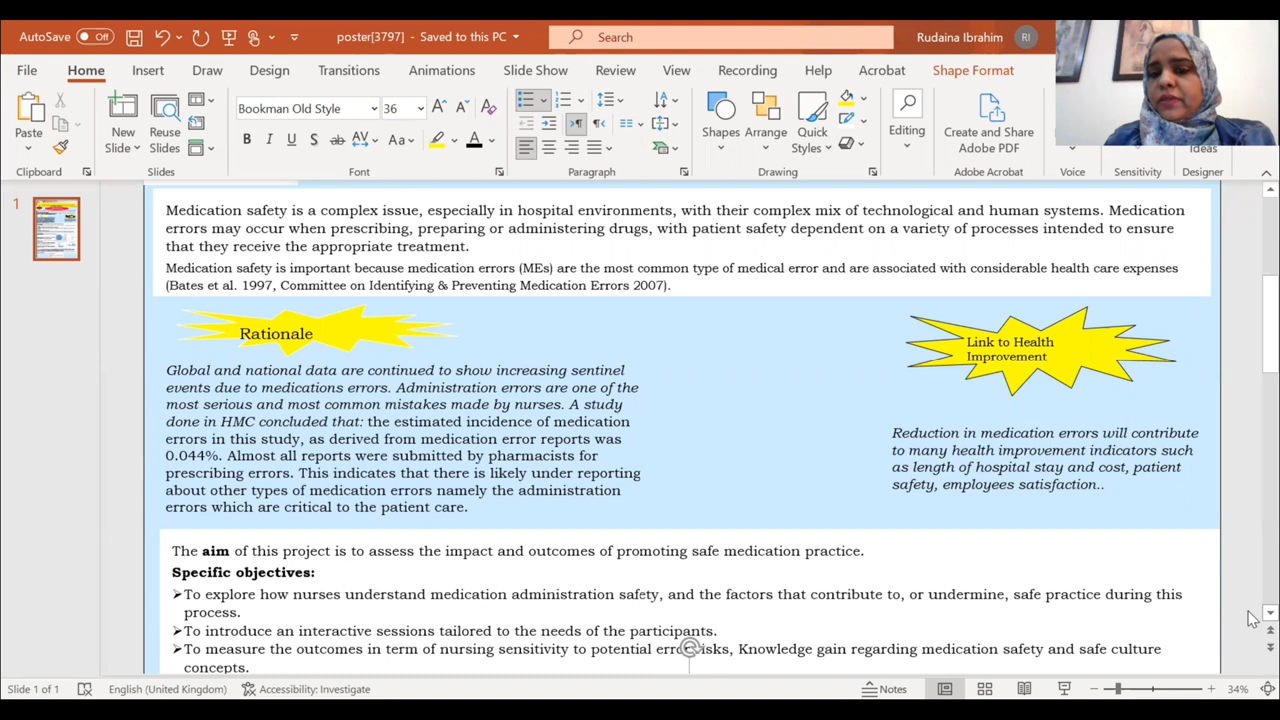 AutoSave Off poster[3797] - Saved to this PC Search Rudaina Ibrahim RI
File Home Insert Draw Design Transitions Animations Slide Show Review View Recording Help Acrobat Shape Format
Bookman Old Style 36
Paste New Slide Reuse Slides Shapes Arrange Quick Styles Editing Create and Share Adobe PDF Ideas
Clipboard Slides Font Paragraph Drawing Adobe Acrobat Voice Sensitivity Designer
1
Medication safety is a complex issue, especially in hospital environments, with their complex mix of technological and human systems. Medication
errors may occur when prescribing, preparing or administering drugs, with patient safety dependent on a variety of processes intended to ensure
that they receive the appropriate treatment.
Medication safety is important because medication errors (MEs) are the most common type of medical error and are associated with considerable health care expenses
(Bates et al. 1997, Committee on Identifying & Preventing Medication Errors 2007).
Rationale
Global and national data are continued to show increasing sentinel
events due to medications errors. Administration errors are one of the
most serious and most common mistakes made by nurses. A study
done in HMC concluded that: the estimated incidence of medication
errors in this study, as derived from medication error reports was
0.044%. Almost all reports were submitted by pharmacists for
prescribing errors. This indicates that there is likely under reporting
about other types of medication errors namely the administration
errors which are critical to the patient care.
Link to Health
Improvement
Reduction in medication errors will contribute
to many health improvement indicators such
as length of hospital stay and cost, patient
safety, employees satisfaction..
The aim of this project is to assess the impact and outcomes of promoting safe medication practice.
Specific objectives:
➢To explore how nurses understand medication administration safety, and the factors that contribute to, or undermine, safe practice during this
process.
➢To introduce an interactive sessions tailored to the needs of the participants.
➢To measure the outcomes in term of nursing sensitivity to potential error risks, Knowledge gain regarding medication safety and safe culture
concepts.
Slide 1 of 1 English (United Kingdom) Accessibility: Investigate Notes 34%